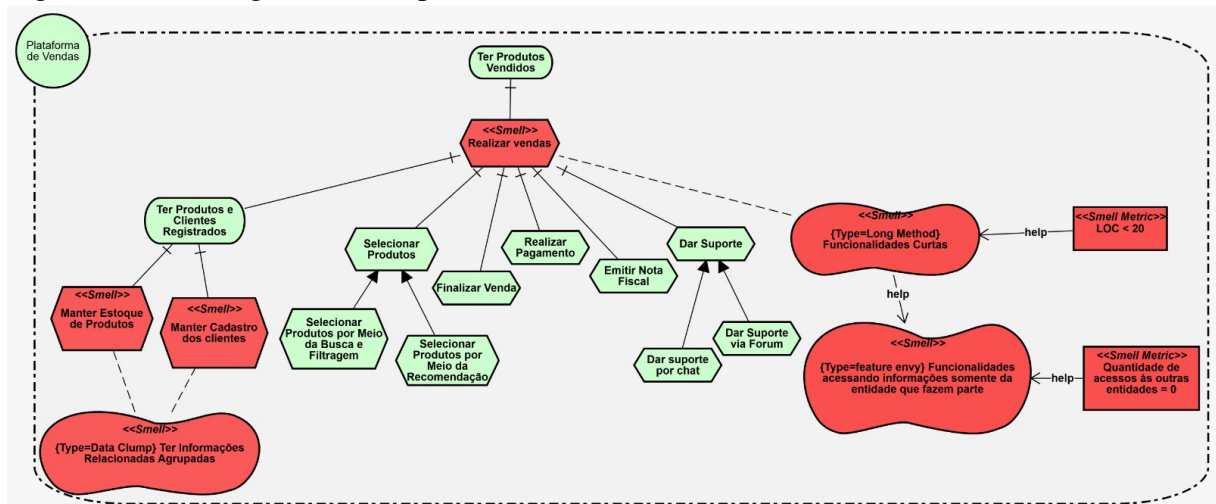 Plataforma
de Vendas
Ter Produtos
Vendidos
<<Smell>>
Realizar vendas
Ter Produtos e
Clientes
Registrados
Selecionar
Produtos
Realizar
Pagamento
Dar Suporte
Finalizar Venda
Emitir Nota
Fiscal
<<Smell>>
{Type=Long Method}
Funcionalidades Curtas
help
<<Smell Metric>>
LOC < 20
<<Smell>>
Manter Estoque
de Produtos
<<Smell>>
Manter Cadastro
dos clientes
Selecionar
Produtos por Meio
da Busca e
Filtragem
Selecionar
Produtos por
Meio da
Recomendação
Dar suporte
por chat
Dar Suporte
via Forum
help
<<Smell>>
{Type=feature envy} Funcionalidades
acessando informações somente da
entidade que fazem parte
help
<<Smell Metric>>
Quantidade de
acessos às outras
entidades = 0
<<Smell>>
{Type=Data Clump} Ter Informações
Relacionadas Agrupadas